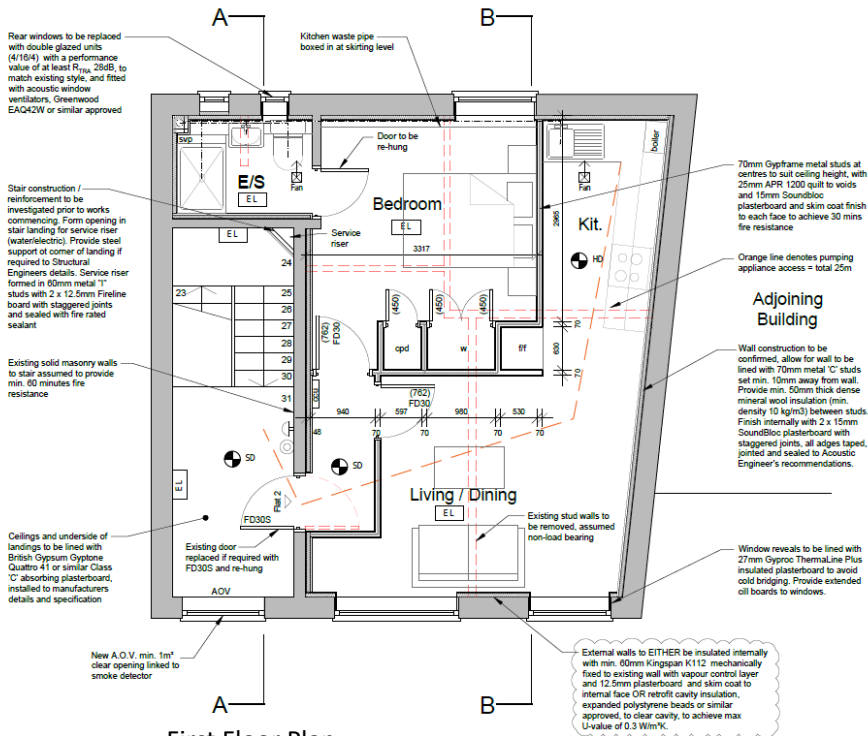 A
B
Rear windows to be replaced
with double glazed units
(4/16/4) with a performance
value of at least RTRA 28dB, to
match existing style, and fitted
with acoustic window
ventilators, Greenwood
EAQ42W or similar approved
Kitchen waste pipe
boxed in at skirting level
Door to be
re-hung
svp
E/S
EL
Fan
Bedroom
EL
3317
Fan
boiler
Kit.
2965
HD
70mm Gypframe metal studs at
centres to suit ceiling height, with
25mm APR 1200 quilt to voids
and 15mm Soundbloc
plasterboard and skim coat finish
to each face to achieve 30 mins
fire resistance
Orange line denotes pumping
appliance access = total 25m
Adjoining
Building
Stair construction /
reinforcement to be
investigated prior to works
commencing. Form opening in
stair landing for service riser
(water/electric). Provide steel
support ot corner of landing if
required to Structural
Engineers details. Service riser
formed in 60mm metal "I"
studs with 2 x 12.5mm Fireline
board with staggered joints
and sealed with fire rated
sealant
EL
Service
riser
24
23
25
26
27
28
29
30
31
(762)
FD30
(450)
(450)
(450)
cpd
w
f/f
70
630
70
Existing solid masonry walls
to stair assumed to provide
min. 60 minutes fire
resistance
CCU
(762)
FD30
940
597
980
530
48
70
70
70
70
Wall construction to be
confirmed, allow for wall to be
lined with 70mm metal 'C' studs
set min. 10mm away from wall.
Provide min. 50mm thick dense
mineral wool insulation (min.
density 10 kg/m3) between studs.
Finish internally with 2 x 15mm
SoundBloc plasterboard with
staggered joints, all edges taped,
jointed and sealed to Acoustic
Engineer's recommendations.
SD
SD
EL
Flat 2
FD30S
Living / Dining
EL
Existing stud walls to
be removed, assumed
non-load bearing
Ceilings and underside of
landings to be lined with
British Gypsum Gyptone
Quattro 41 or similar Class
'C' absorbing plasterboard,
installed to manufacturers
details and specification
Existing door
replaced if required with
FD30S and re-hung
AOV
Window reveals to be lined with
27mm Gyproc ThermaLine Plus
insulated plasterboard to avoid
cold bridging. Provide extended
cill boards to windows.
New A.O.V. min. 1m²
clear opening linked to
smoke detector
External walls to EITHER be insulated internally
with min. 60mm Kingspan K112 mechanically
fixed to existing wall with vapour control layer
and 12.5mm plasterboard and skim coat to
internal face OR retrofit cavity insulation,
expanded polystyrene beads or similar
approved, to clear cavity, to achieve max
U-value of 0.3 W/m²K.
A
B
First Floor Plan